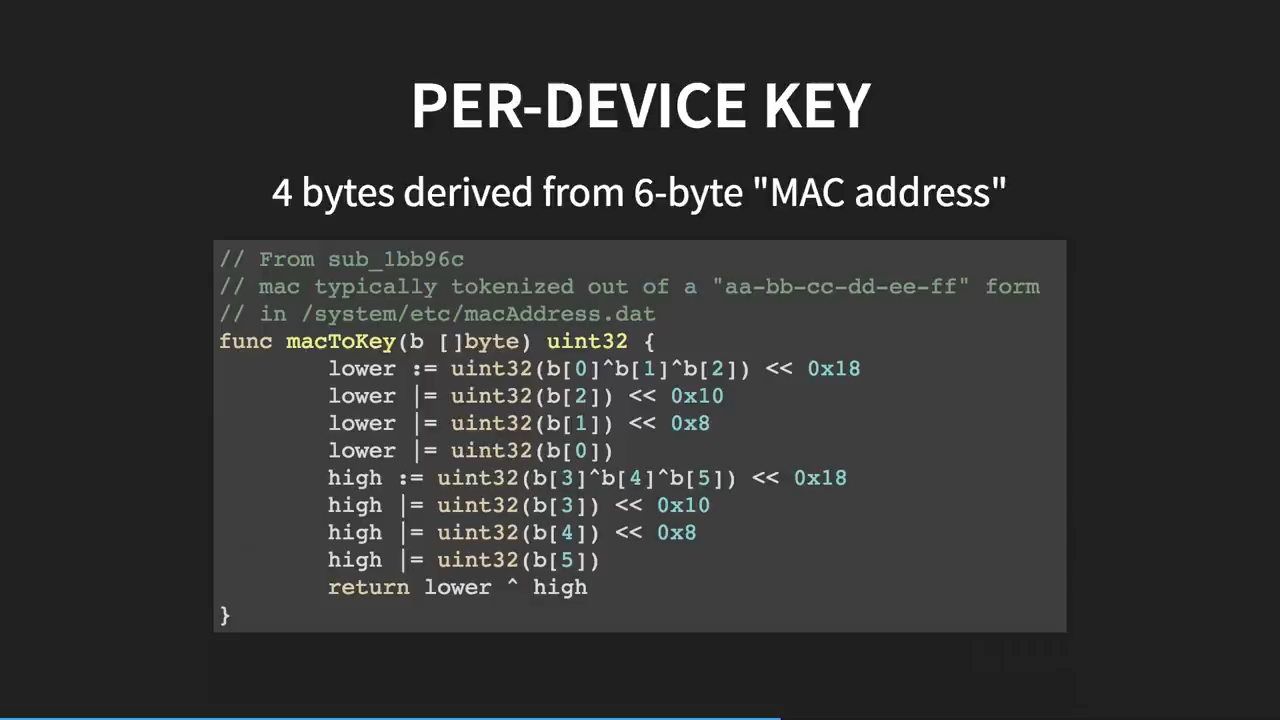 PER-DEVICE KEY
4 bytes derived from 6-byte "MAC address"
// From sub_1bb96c
// mac typically tokenized out of a "aa-bb-cc-dd-ee-ff" form
// in /system/etc/macAddress.dat
func macToKey(b []byte) uint32 {
        lower := uint32(b[0]^b[1]^b[2]) << 0x18
        lower |= uint32(b[2]) << 0x10
        lower |= uint32(b[1]) << 0x8
        lower |= uint32(b[0])
        high := uint32(b[3]^b[4]^b[5]) << 0x18
        high |= uint32(b[3]) << 0x10
        high |= uint32(b[4]) << 0x8
        high |= uint32(b[5])
        return lower ^ high
}